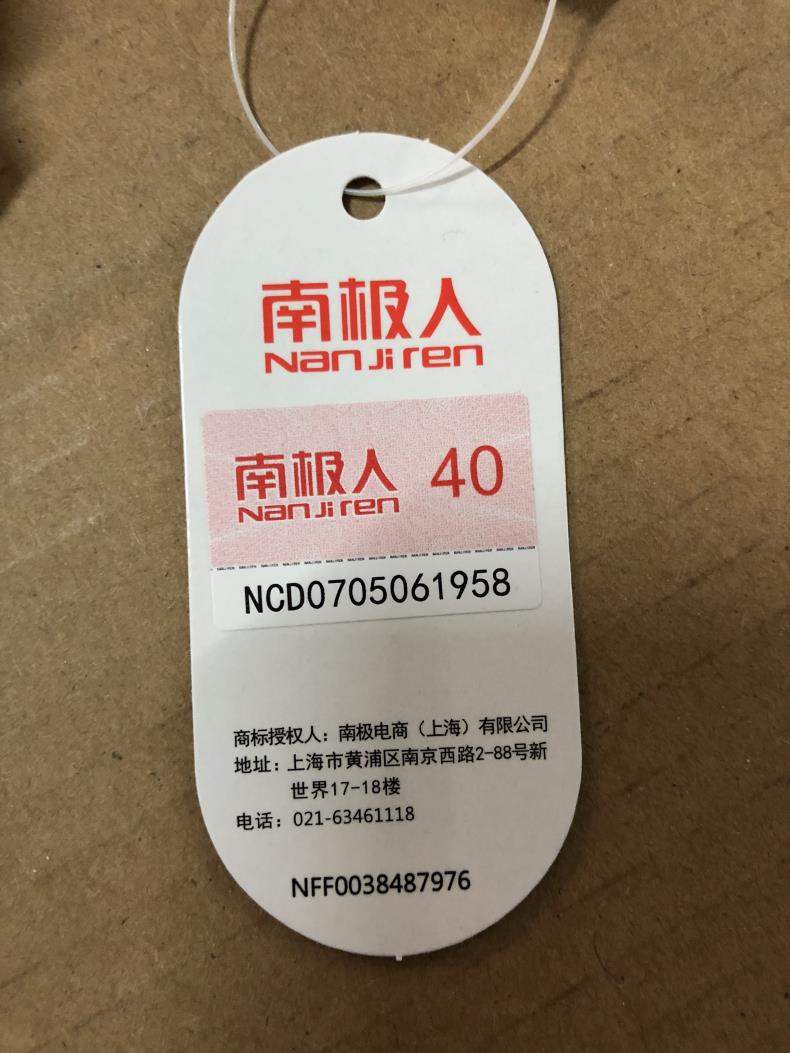 南极人
NanJiren
南极人 40
NanJiren
NCD0705061958
商标授权人：南极电商（上海）有限公司
地址：上海市黄浦区南京西路2-88号新
世界17-18楼
电话：021-63461118
NFF0038487976